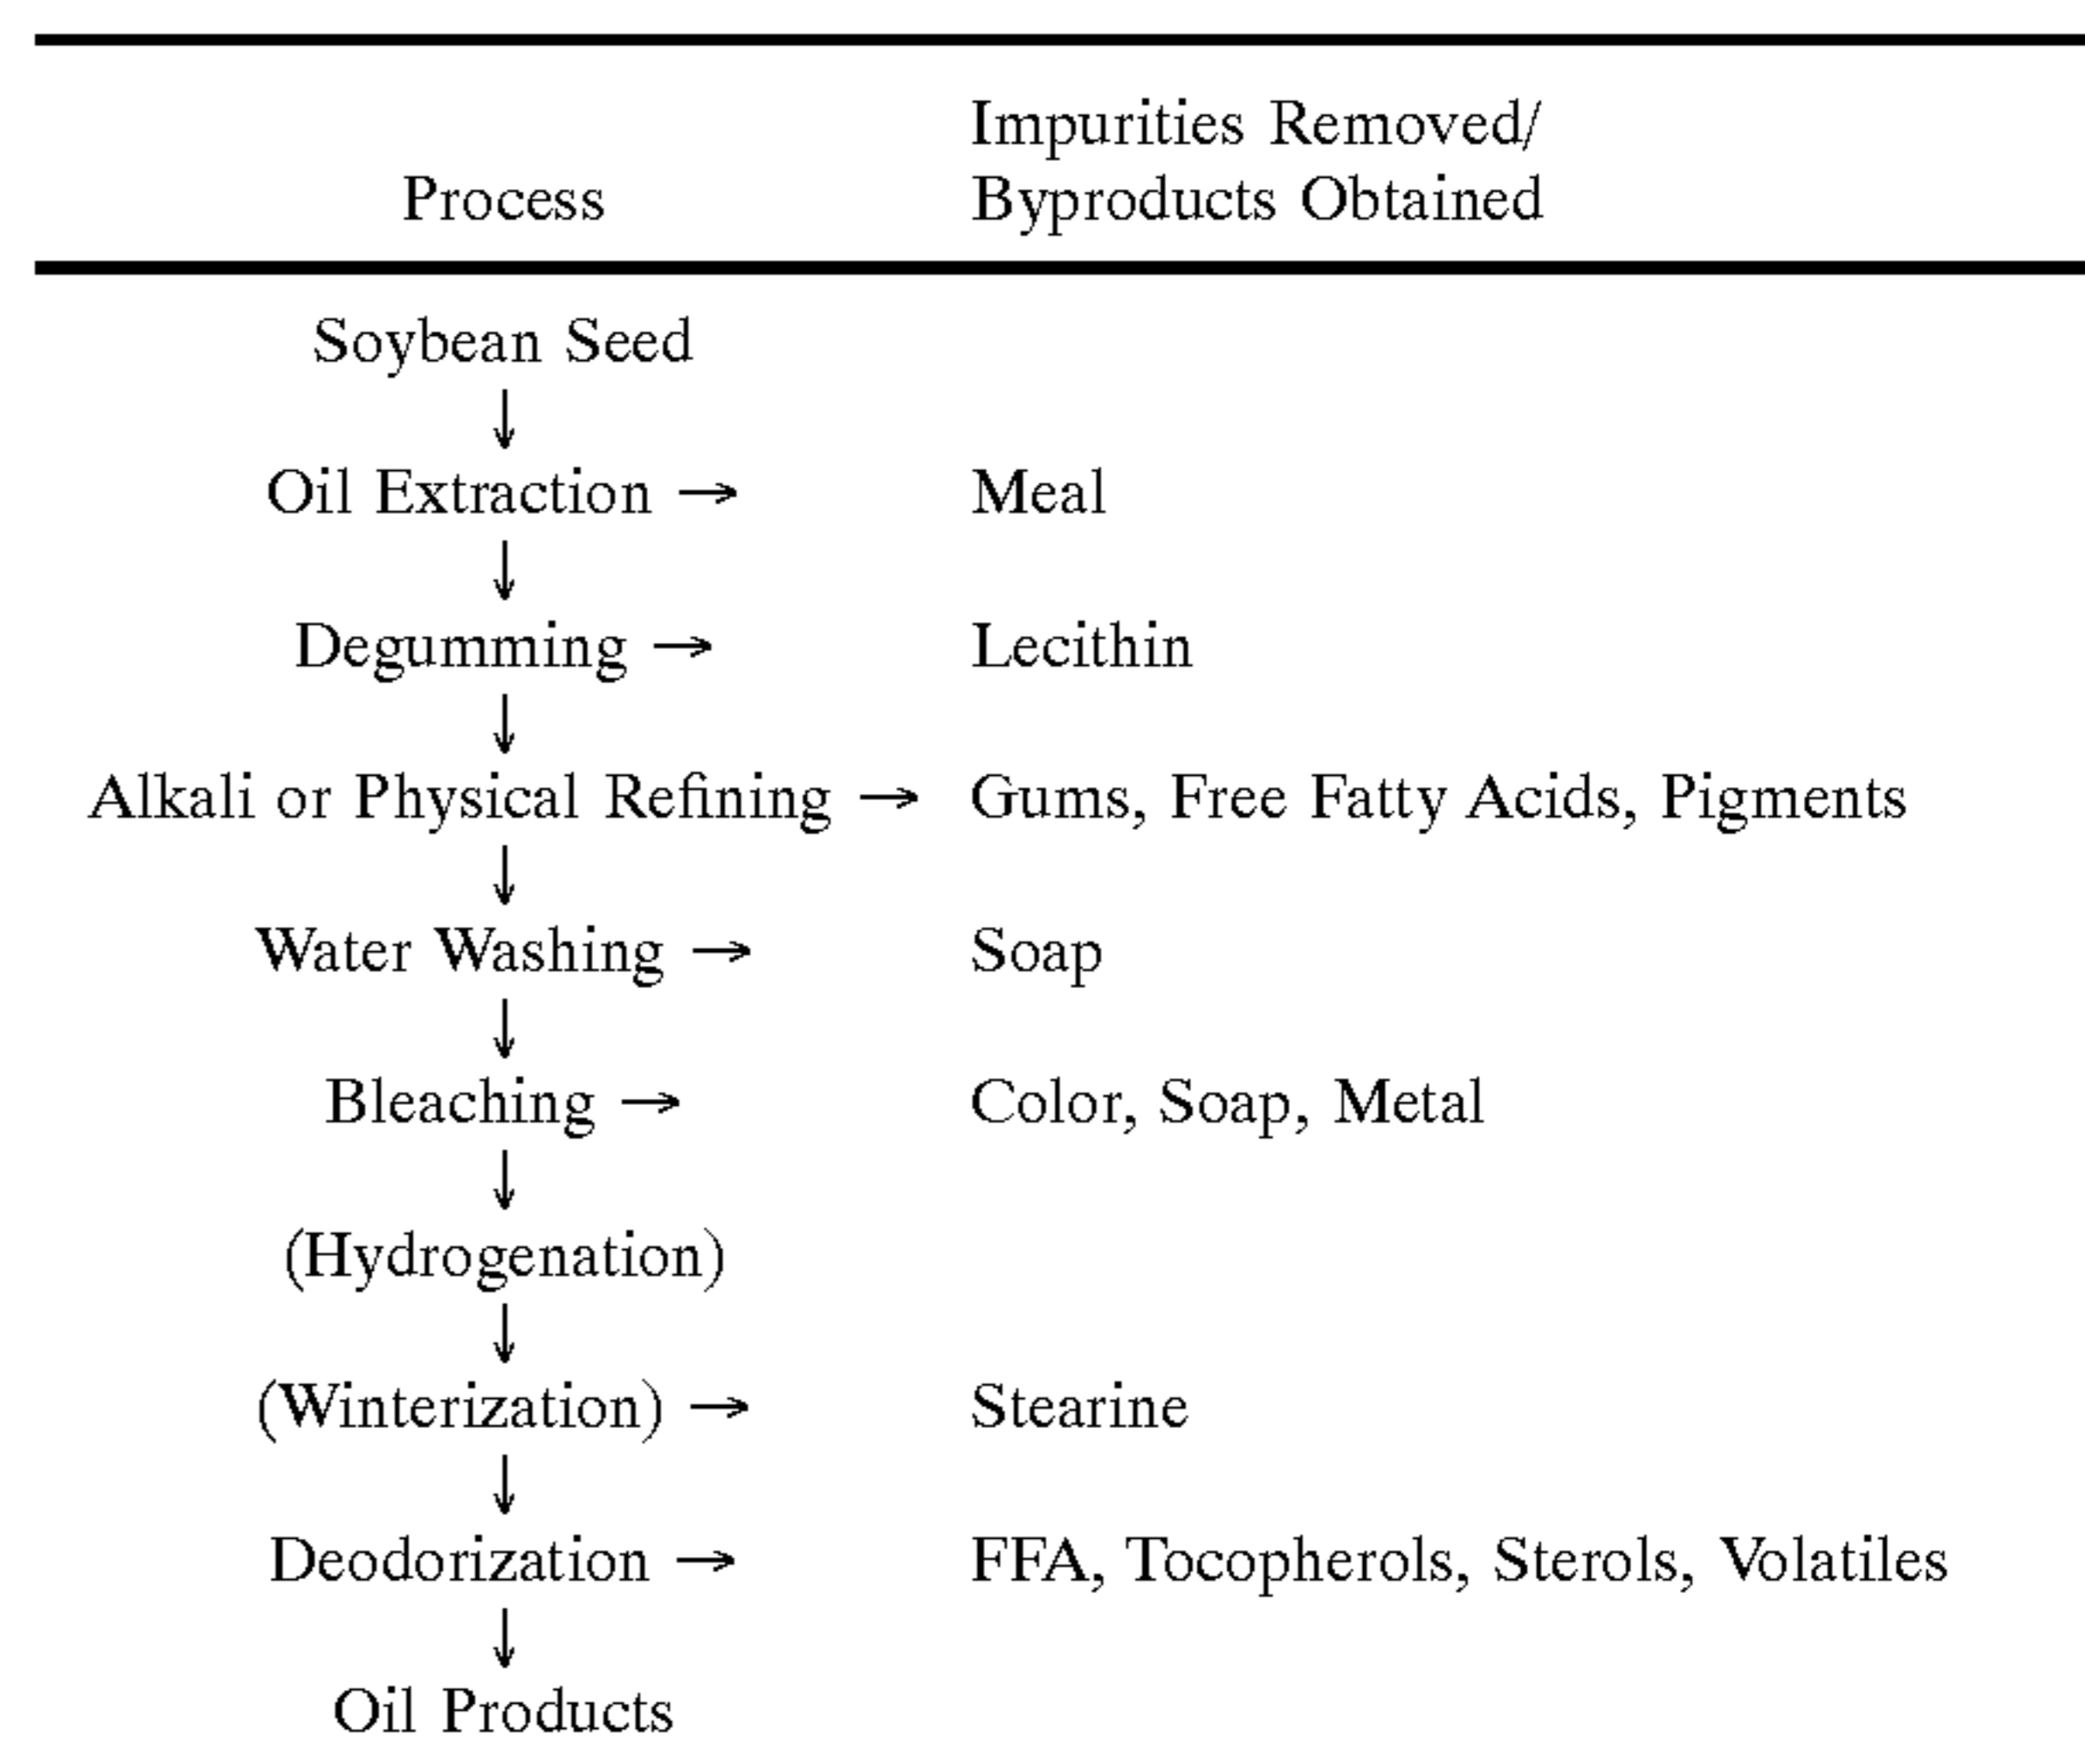 Impurities Removed/
Process Byproducts Obtained
Soybean Seed
↓
Oil Extraction → Meal
↓
Degumming → Lecithin
↓
Alkali or Physical Refining → Gums, Free Fatty Acids, Pigments
↓
Water Washing → Soap
↓
Bleaching → Color, Soap, Metal
↓
(Hydrogenation)
↓
(Winterization) → Stearine
↓
Deodorization → FFA, Tocopherols, Sterols, Volatiles
↓
Oil Products